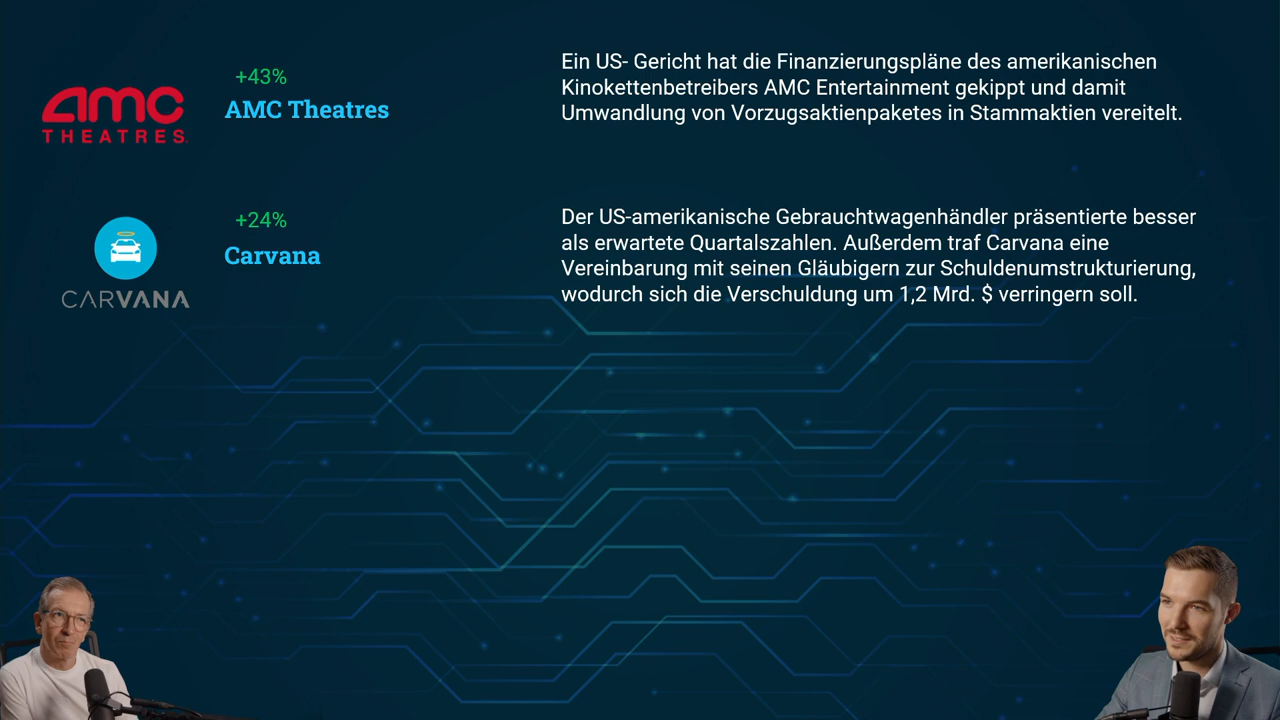 +43%
AMC Theatres
amc
THEATRES
Ein US- Gericht hat die Finanzierungspläne des amerikanischen
Kinokettenbetreibers AMC Entertainment gekippt und damit
Umwandlung von Vorzugsaktienpaketes in Stammaktien vereitelt.
+24%
Carvana
CARVANA
Der US-amerikanische Gebrauchtwagenhändler präsentierte besser
als erwartete Quartalszahlen. Außerdem traf Carvana eine
Vereinbarung mit seinen Gläubigern zur Schuldenumstrukturierung,
wodurch sich die Verschuldung um 1,2 Mrd. $ verringern soll.